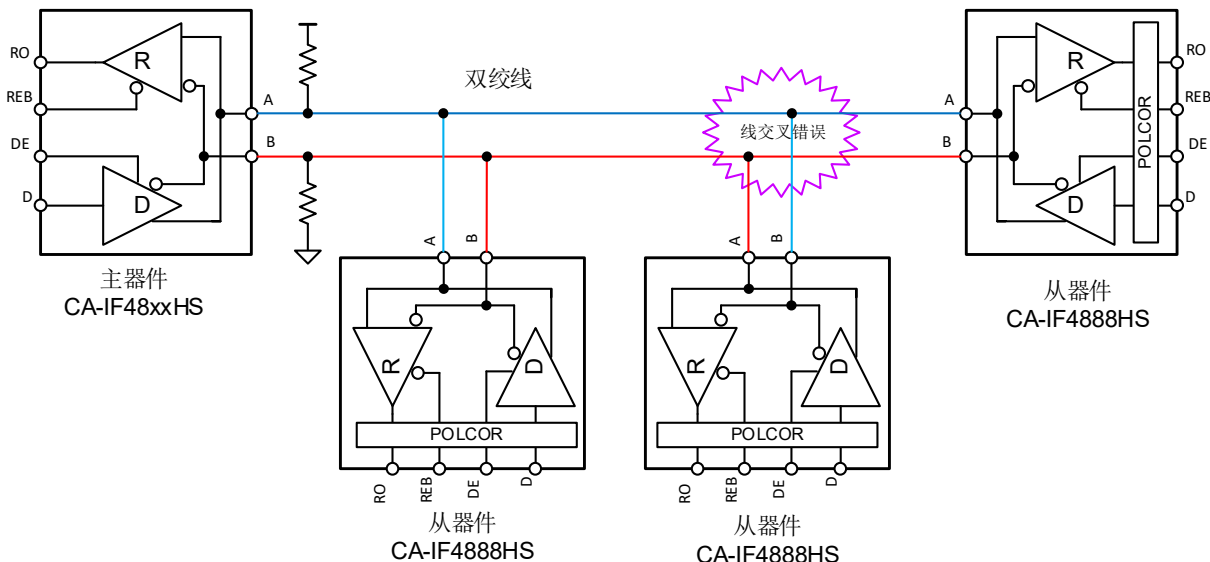 RO
R
REB
DE
D
D
A
B
主器件
CA-IF48xxHS
双绞线
线交叉错误
A
B
R
D
POLCOR
RO
REB
DE
D
从器件
CA-IF4888HS
A
B
R
D
POLCOR
RO
REB
DE
D
从器件
CA-IF4888HS
A
B
R
D
POLCOR
RO
REB
DE
D
从器件
CA-IF4888HS